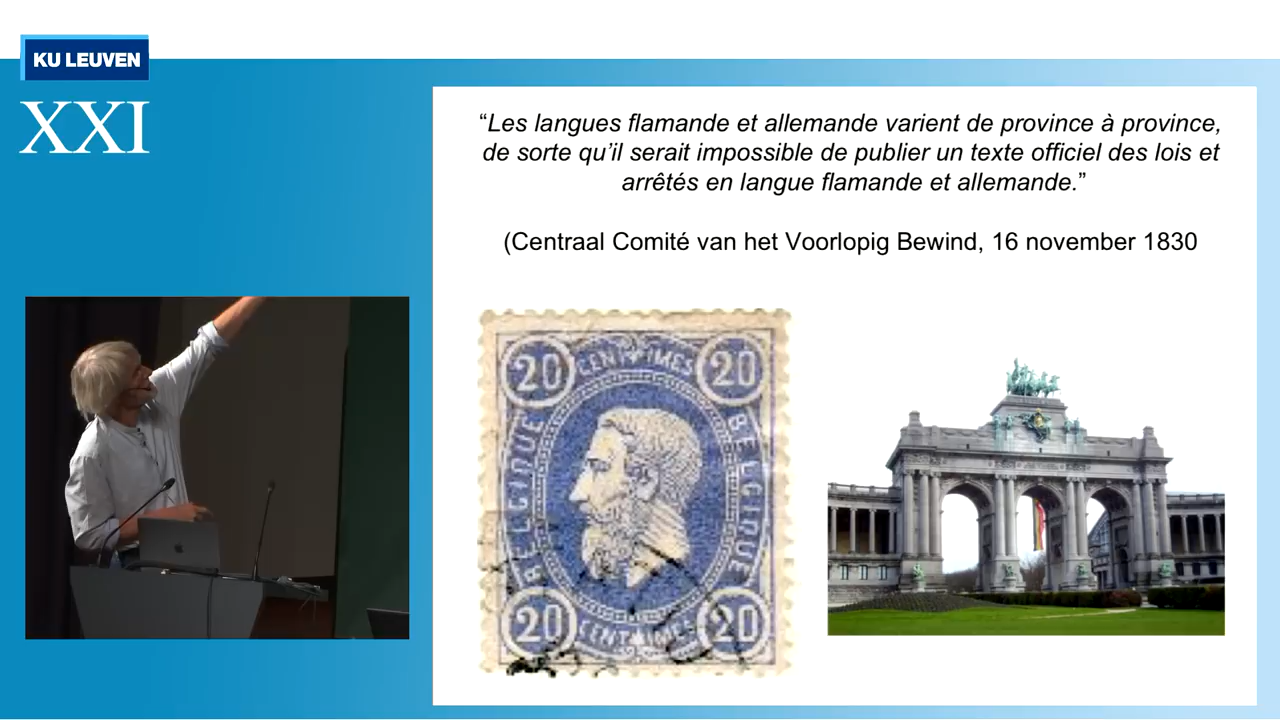 KU LEUVEN
XXI
“Les langues flamande et allemande varient de province à province,
de sorte qu’il serait impossible de publier un texte officiel des lois et
arrêtés en langue flamande et allemande.”
(Centraal Comité van het Voorlopig Bewind, 16 november 1830
20 CENTIMES 20
BELGIQUE
BELGIQUE
20 CENTIMES 20